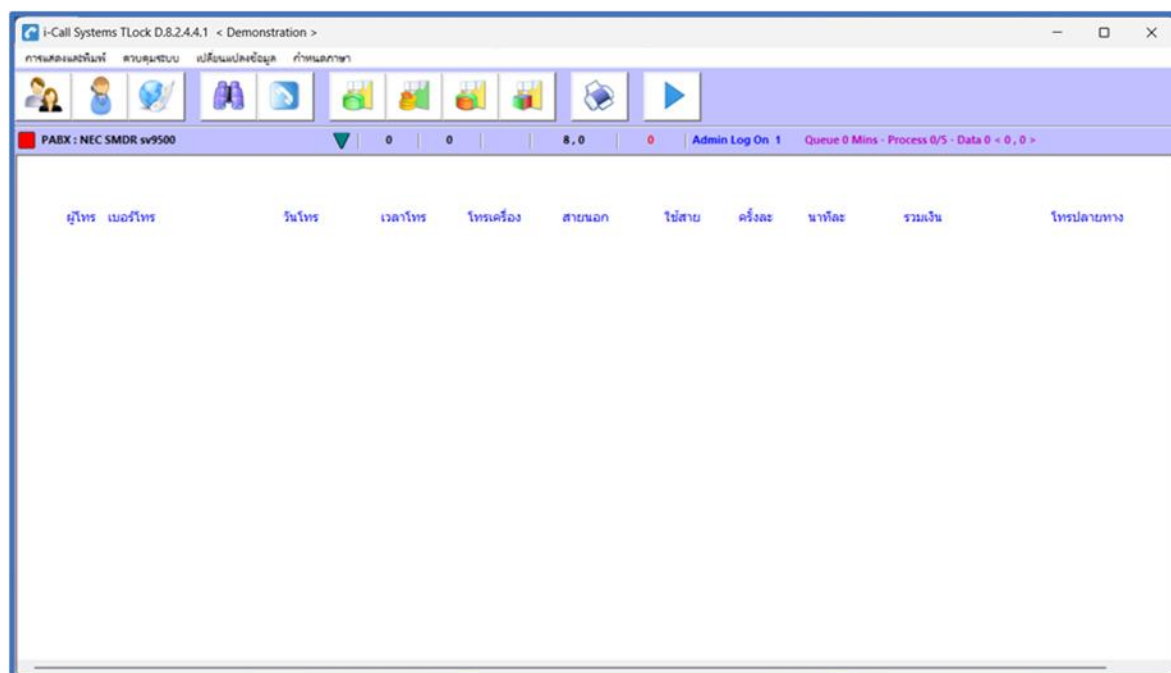 i-Call Systems TLock D.8.2.4.4.1 < Demonstration >
การแสดงและพิมพ์ ควบคุมระบบ เปลี่ยนแปลงข้อมูล กำหนดภาษา
PABX : NEC SMDR sv9500 0 0 8 , 0 0 Admin Log On 1 Queue 0 Mins - Process 0/5 - Data 0 < 0 , 0 >
ผู้โทร เบอร์โทร วันโทร เวลาโทร โทรเครื่อง สายนอก ใช้สาย ครั้งละ นาทีละ รวมเงิน โทรปลายทาง